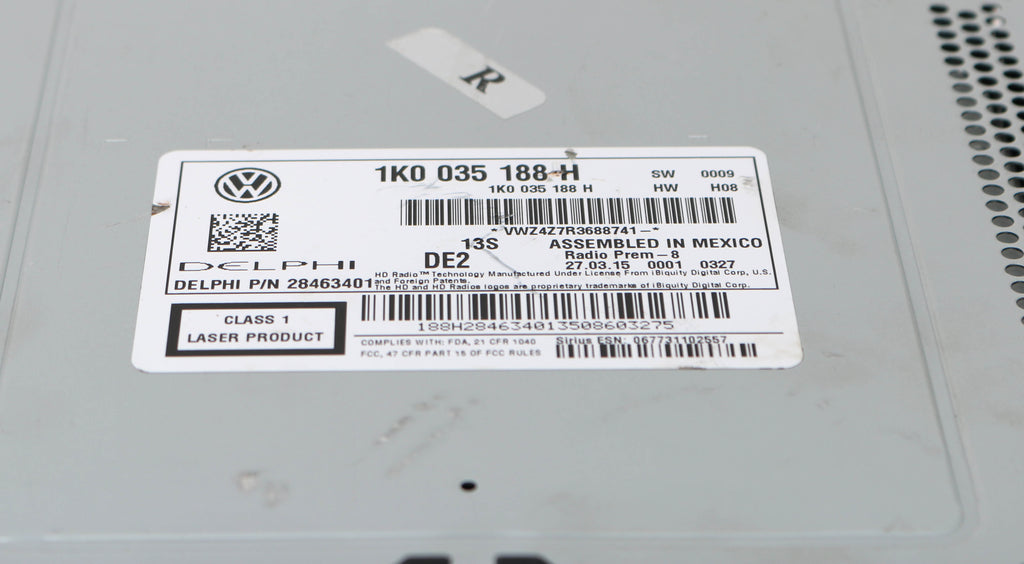 R
1K0 035 188 H
1K0 035 188 H
SW 0009
HW H08
*VWZ4Z7R3688741-*
13S ASSEMBLED IN MEXICO
DE2 Radio Prem-8
27.03.15 0001 0327
DELPHI
HD Radio™ Technology Manufactured Under License From iBiquity Digital Corp, U.S.
and Foreign Patents.
The HD and HD Radios logos are proprietary trademarks of iBiquity Digital Corp.
DELPHI P/N 28463401
188H284634013508603275
CLASS 1
LASER PRODUCT
COMPLIES WITH: FDA, 21 CFR 1040
FCC, 47 CFR PART 15 OF FCC RULES
Sirius ESN: 067731102557